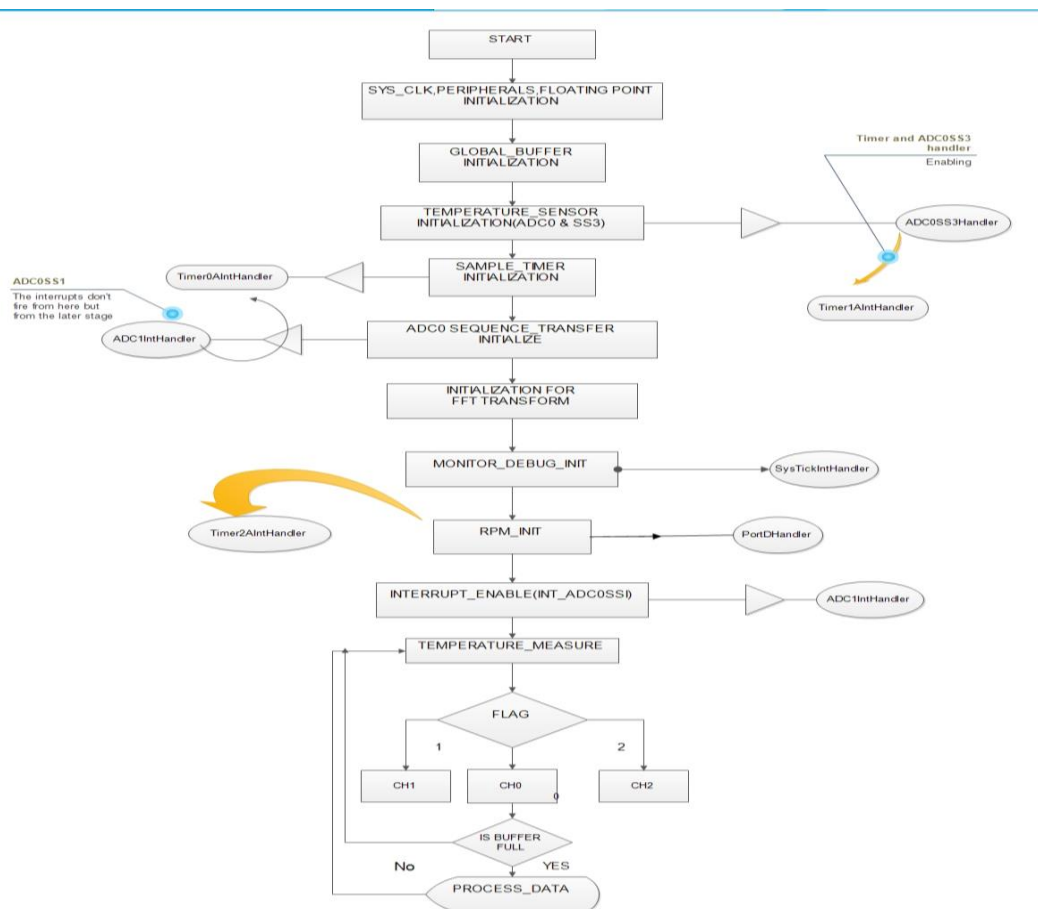 START
SYS_CLK,PERIPHERALS,FLOATING POINT
INITIALIZATION
GLOBAL_BUFFER
INITIALIZATION
Timer and ADC0SS3
handler
Enabling
TEMPERATURE_SENSOR
INITIALIZATION(ADC0 & SS3)
ADC0SS3Handler
SAMPLE_TIMER
INITIALIZATION
Timer0AIntHandler
ADC0SS1
The interrupts don't
fire from here but
from the later stage
Timer1AIntHandler
ADC0 SEQUENCE_TRANSFER
INITIALIZE
ADC1IntHandler
INITIALIZATION FOR
FFT TRANSFORM
MONITOR_DEBUG_INIT
SysTickIntHandler
RPM_INIT
Timer2AIntHandler
PortDHandler
INTERRUPT_ENABLE(INT_ADC0SSI)
ADC1IntHandler
TEMPERATURE_MEASURE
FLAG
1
2
CH1
CH0
0
CH2
IS BUFFER
FULL
No
YES
PROCESS_DATA